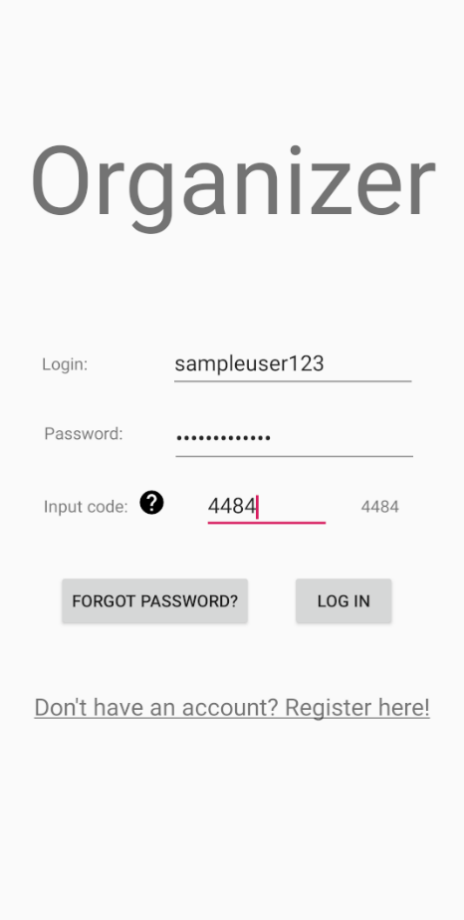 Organizer
Login: sampleuser123
Password: •••••••••••••
Input code: ? 4484 4484
FORGOT PASSWORD? LOG IN
Don't have an account? Register here!